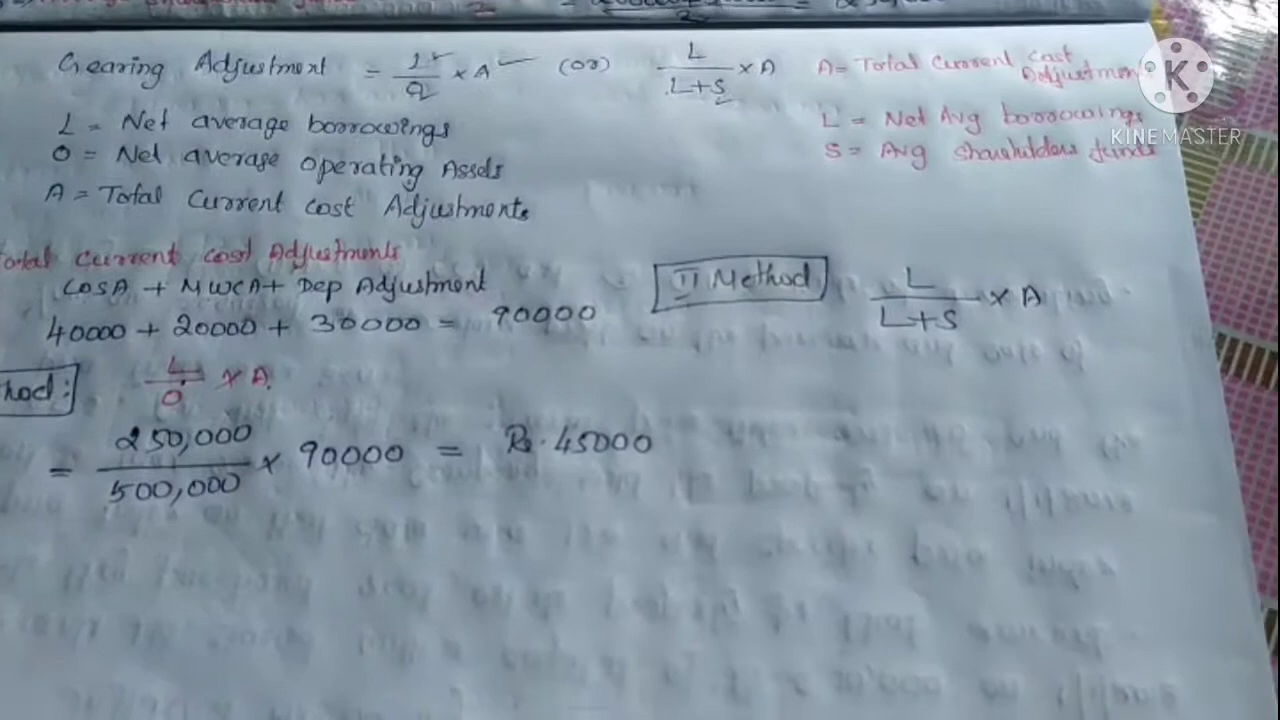 Gearing Adjustment = L/O × A (or) L/L+S × A
A = Total Current Cost Adjustment
L = Net average borrowings
L = Net Avg borrowings
O = Net average operating Assets
S = Avg shareholders funds
A = Total Current cost Adjustments
KINEMASTER
Total current cost Adjustments
COSA + MWCA + Dep Adjustment
40000 + 20000 + 30000 = 90000
II Method L/L+S × A
hod: L/O × A
= 250,000/500,000 × 90000 = Rs. 45000